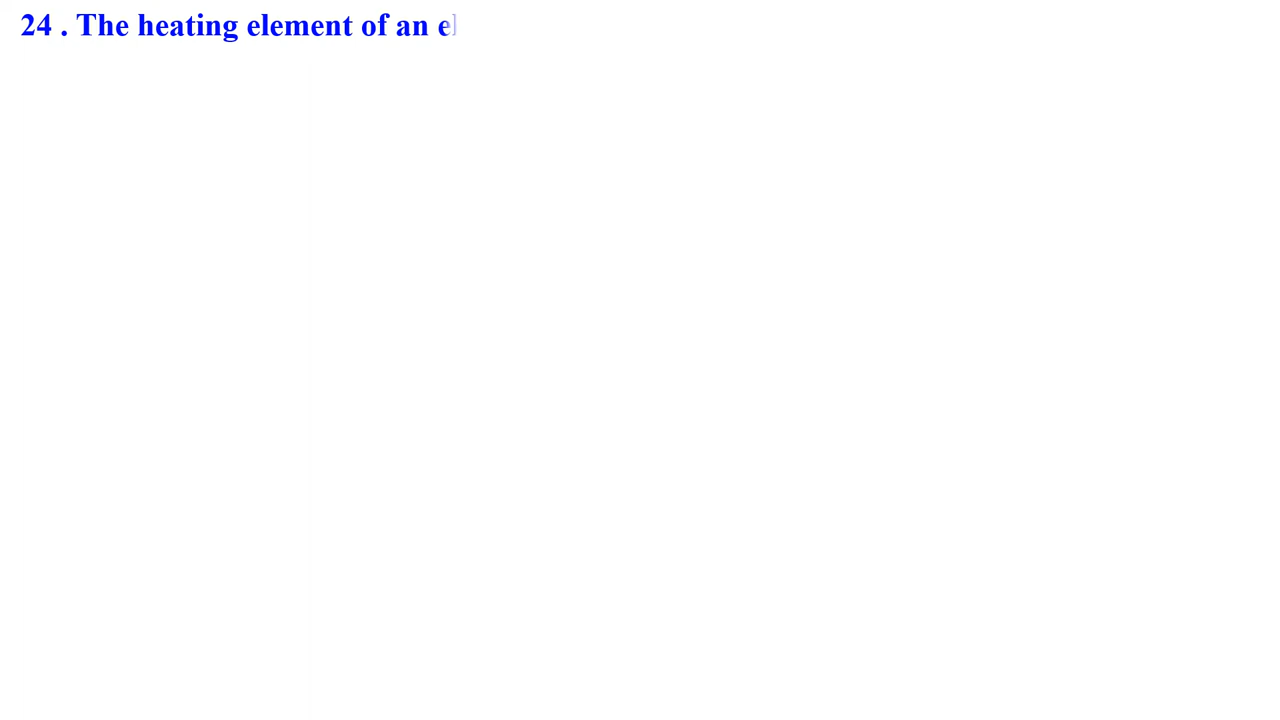 24 . The heating element of an